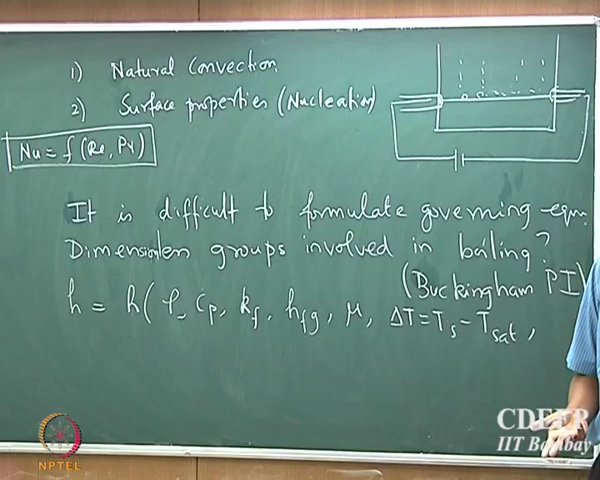 1) Natural Convection
2) Surface properties (Nucleation)
Nu = f (Re, Pr)
It is difficult to formulate governing eqn.
Dimensionless groups involved in boiling?
(Buckingham PI)
h = h( ρ, Cp, kf, hfg, μ, ΔT = Ts - Tsat,
CDEEP
IIT Bombay
NPTEL